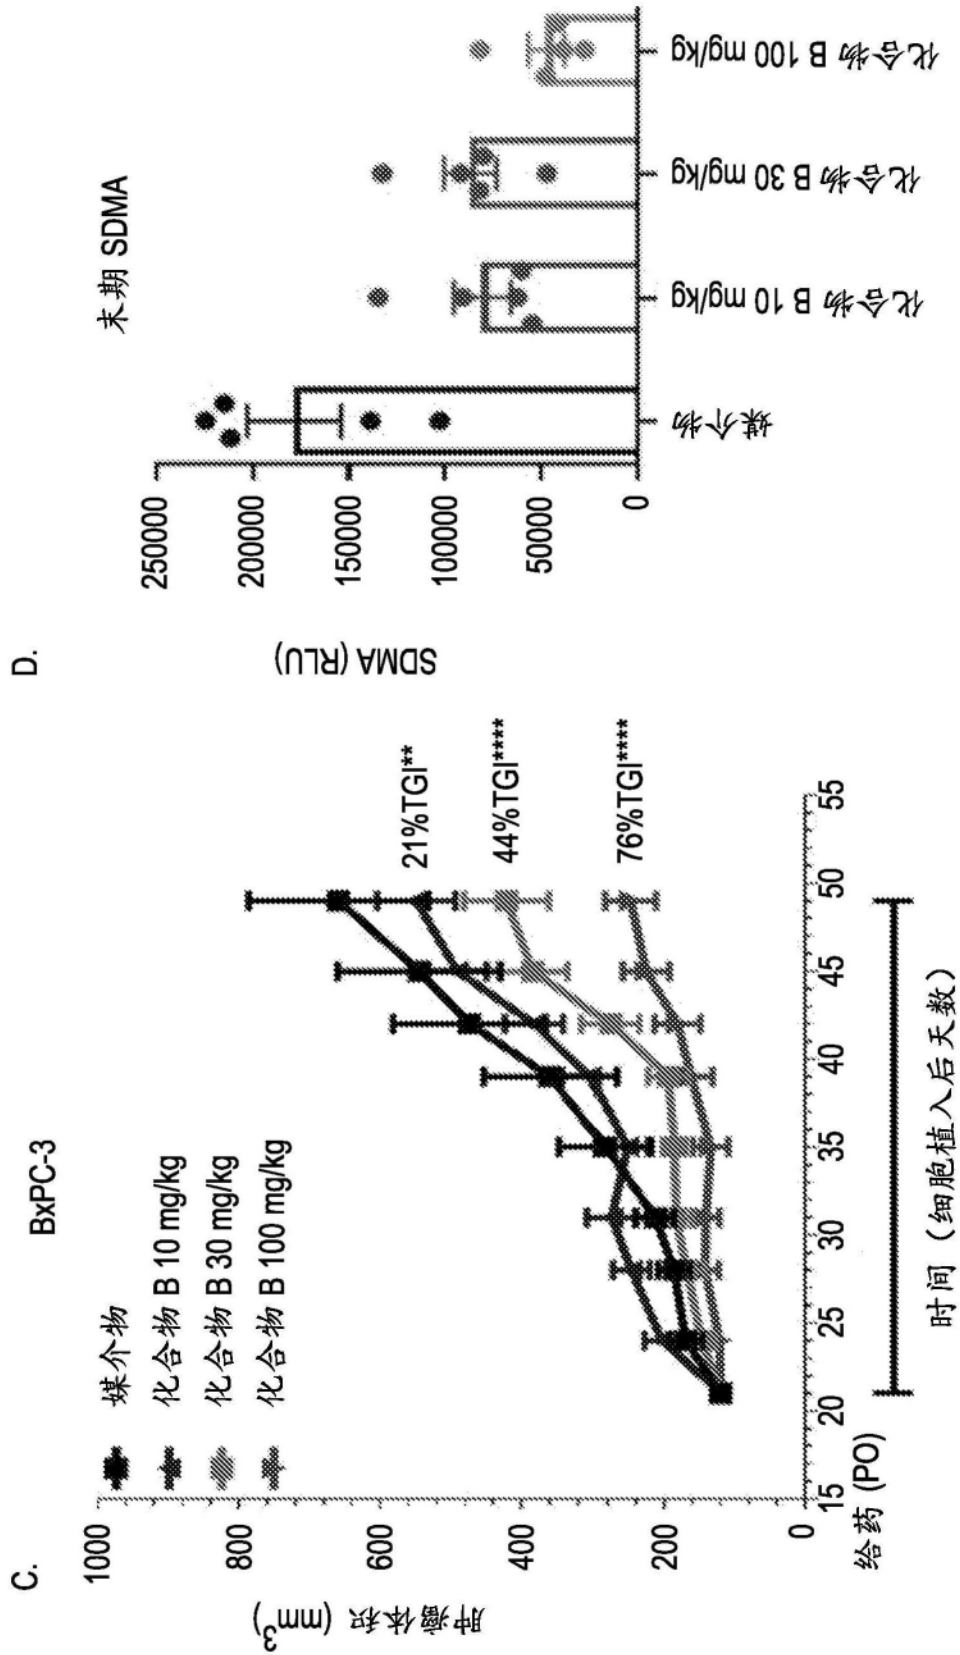 C.
BxPC-3
媒介物
化合物 B 10 mg/kg
化合物 B 30 mg/kg
化合物 B 100 mg/kg
肿瘤体积 (mm³)
1000
800
600
400
200
0
15
20
25
30
35
40
45
50
55
21%TGI**
44%TGI****
76%TGI****
给药 (PO)
时间 (细胞植入后天数)
D.
末期 SDMA
SDMA (RLU)
250000
200000
150000
100000
50000
0
媒介物
化合物 B 10 mg/kg
化合物 B 30 mg/kg
化合物 B 100 mg/kg